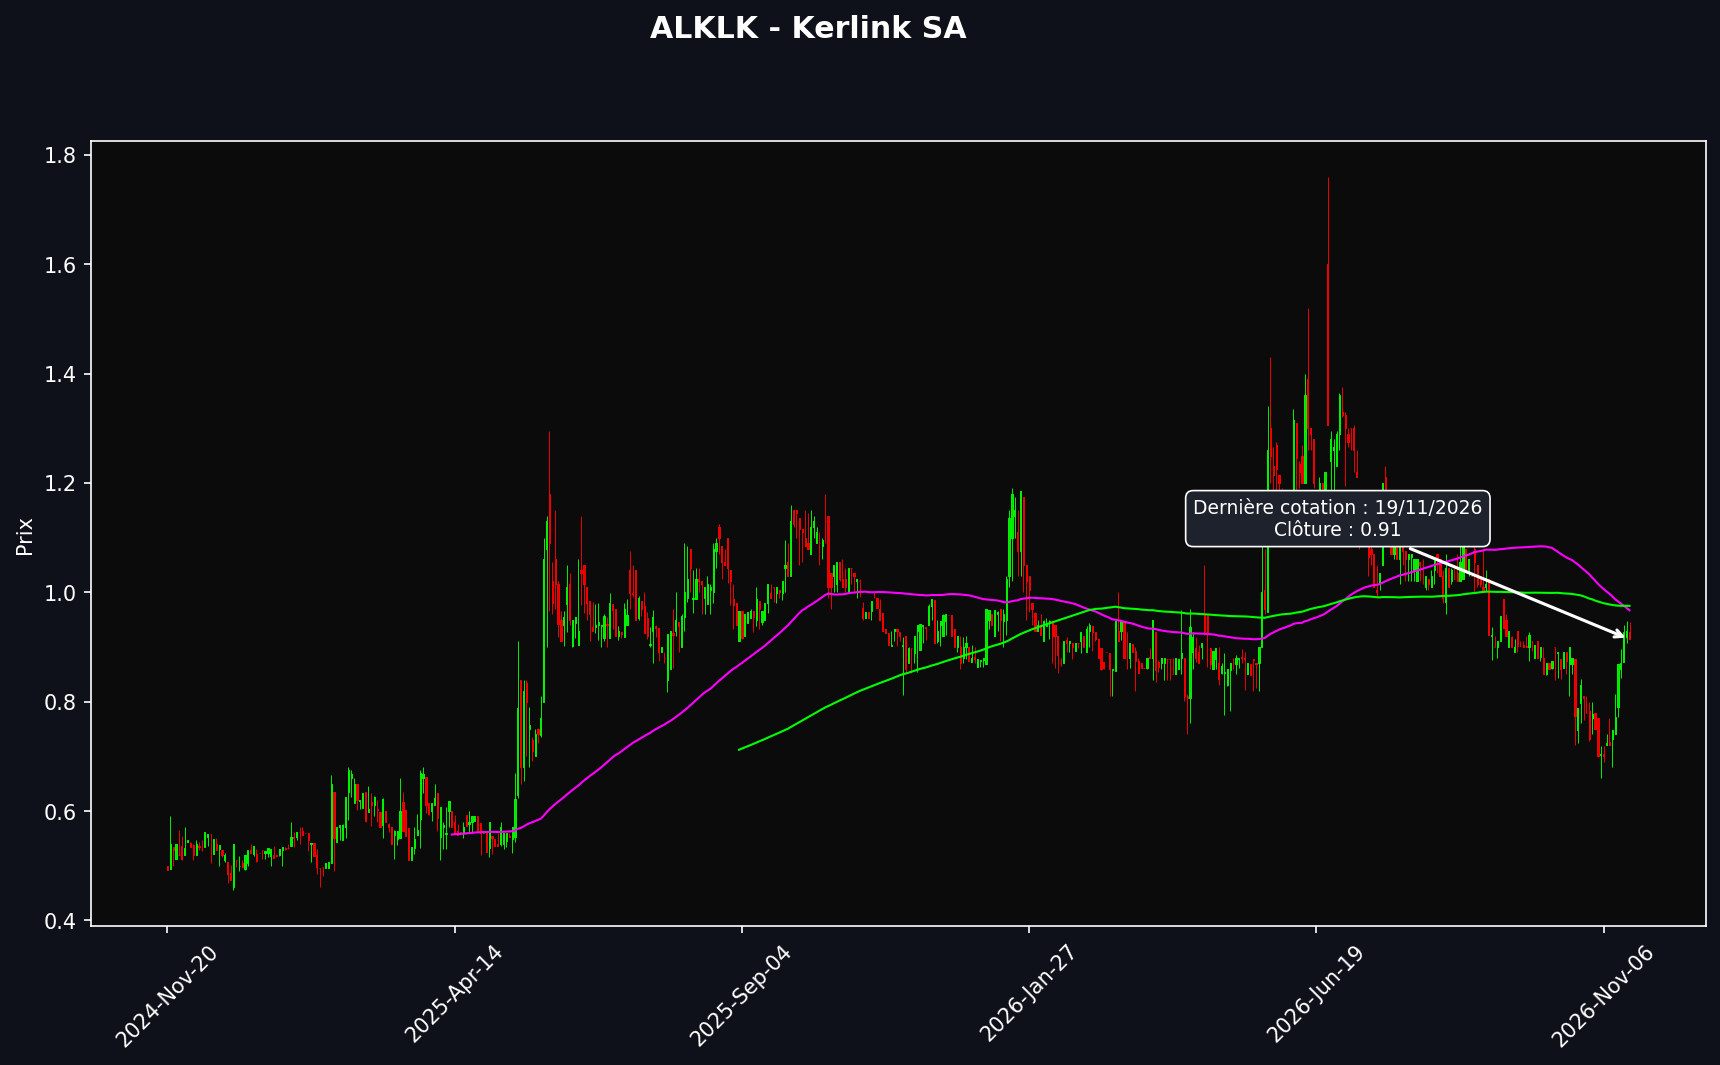 ALKLK - Kerlink SA
Prix
1.8
1.6
1.4
1.2
1.0
0.8
0.6
0.4
Dernière cotation : 19/11/2026
Clôture : 0.91
2024-Nov-20
2025-Apr-14
2025-Sep-04
2026-Jan-27
2026-Jun-19
2026-Nov-06